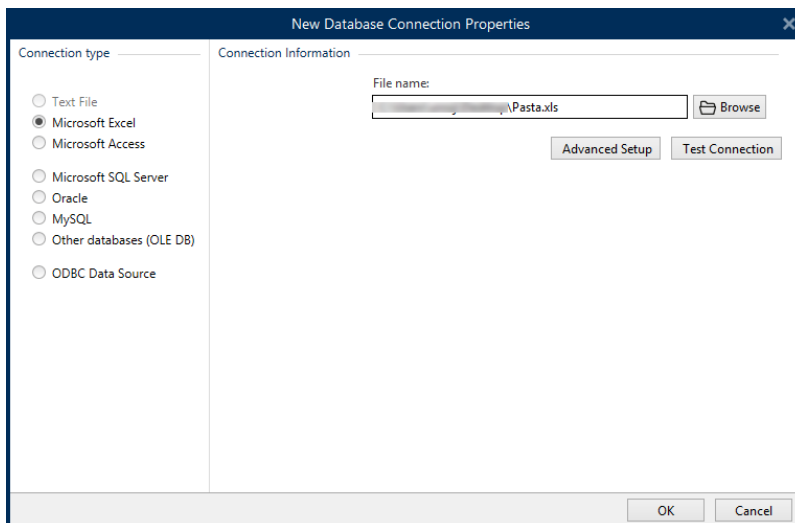 New Database Connection Properties
Connection type
Text File
Microsoft Excel
Microsoft Access
Microsoft SQL Server
Oracle
MySQL
Other databases (OLE DB)
ODBC Data Source
Connection Information
File name:
\Pasta.xls
Browse
Advanced Setup
Test Connection
OK
Cancel